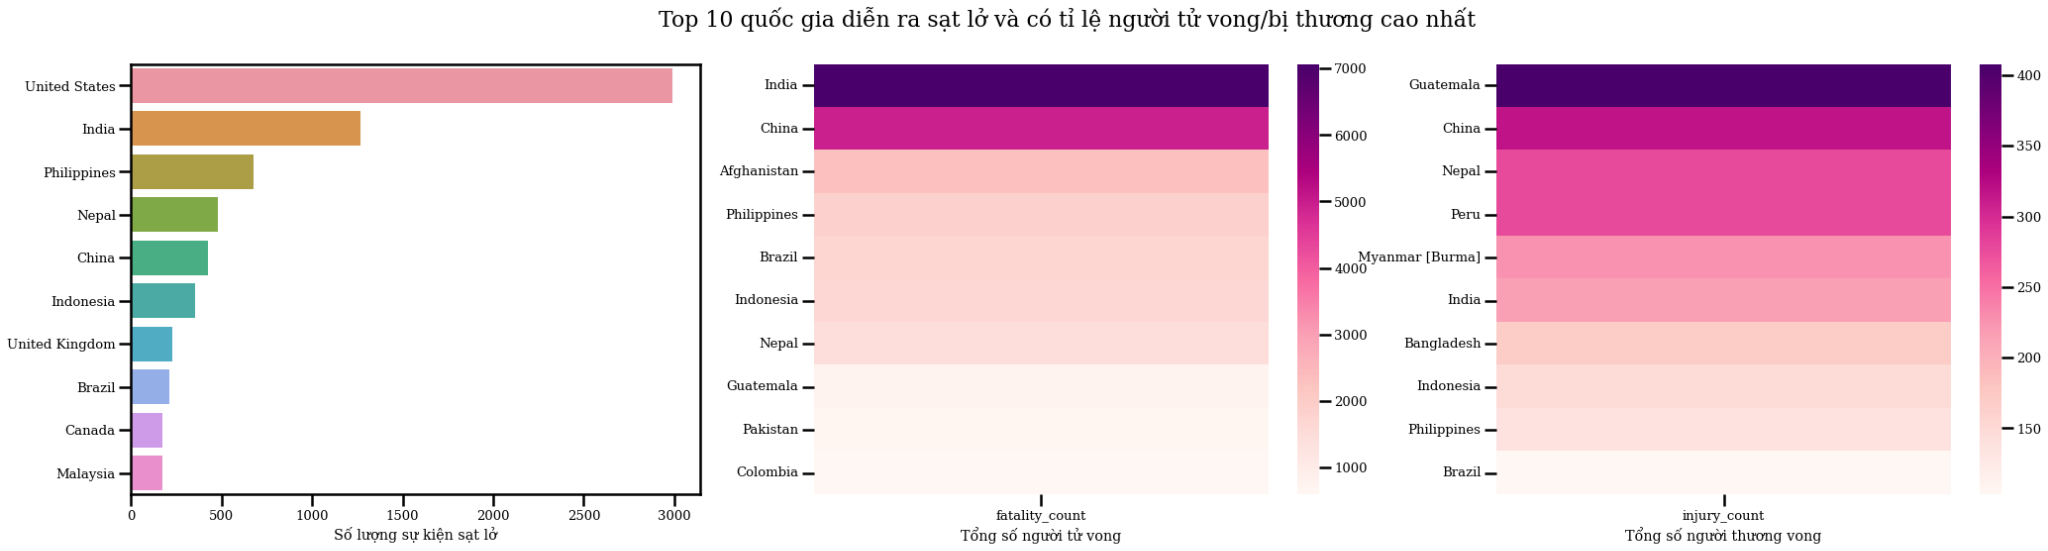 Top 10 quốc gia diễn ra sạt lở và có tỉ lệ người tử vong/bị thương cao nhất
United States
India
Philippines
Nepal
China
Indonesia
United Kingdom
Brazil
Canada
Malaysia
0 500 1000 1500 2000 2500 3000
Số lượng sự kiện sạt lở
India
China
Afghanistan
Philippines
Brazil
Indonesia
Nepal
Guatemala
Pakistan
Colombia
fatality_count
Tổng số người tử vong
7000
6000
5000
4000
3000
2000
1000
Guatemala
China
Nepal
Peru
Myanmar [Burma]
India
Bangladesh
Indonesia
Philippines
Brazil
injury_count
Tổng số người thương vong
400
350
300
250
200
150